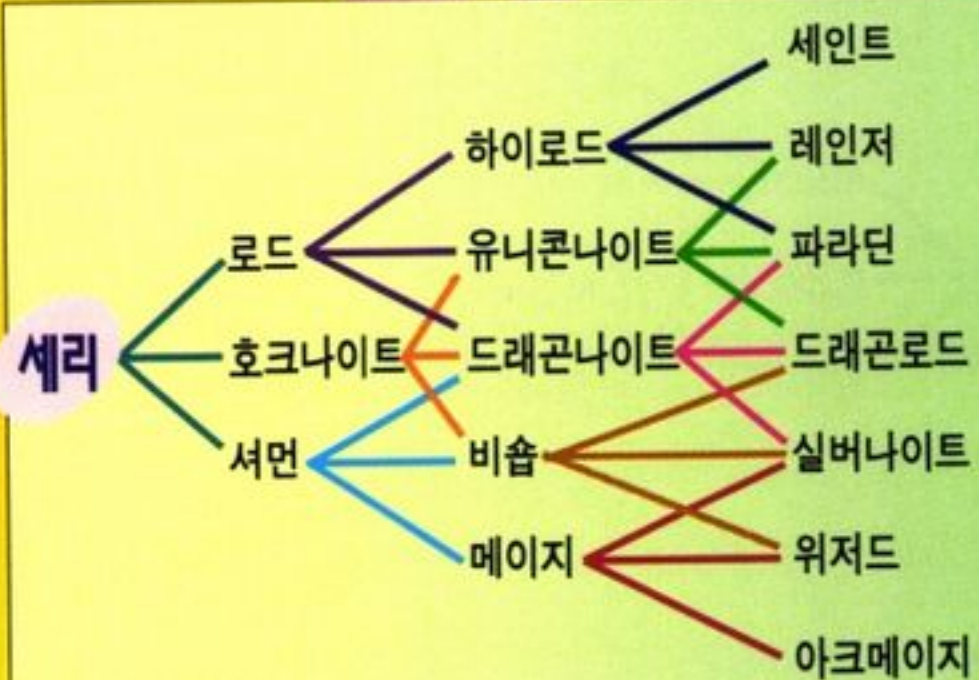 세인트
하이로드
레인저
로드
유니콘나이트
파라딘
세리
호크나이트
드래곤나이트
드래곤로드
셔먼
비숍
실버나이트
메이지
위저드
아크메이지